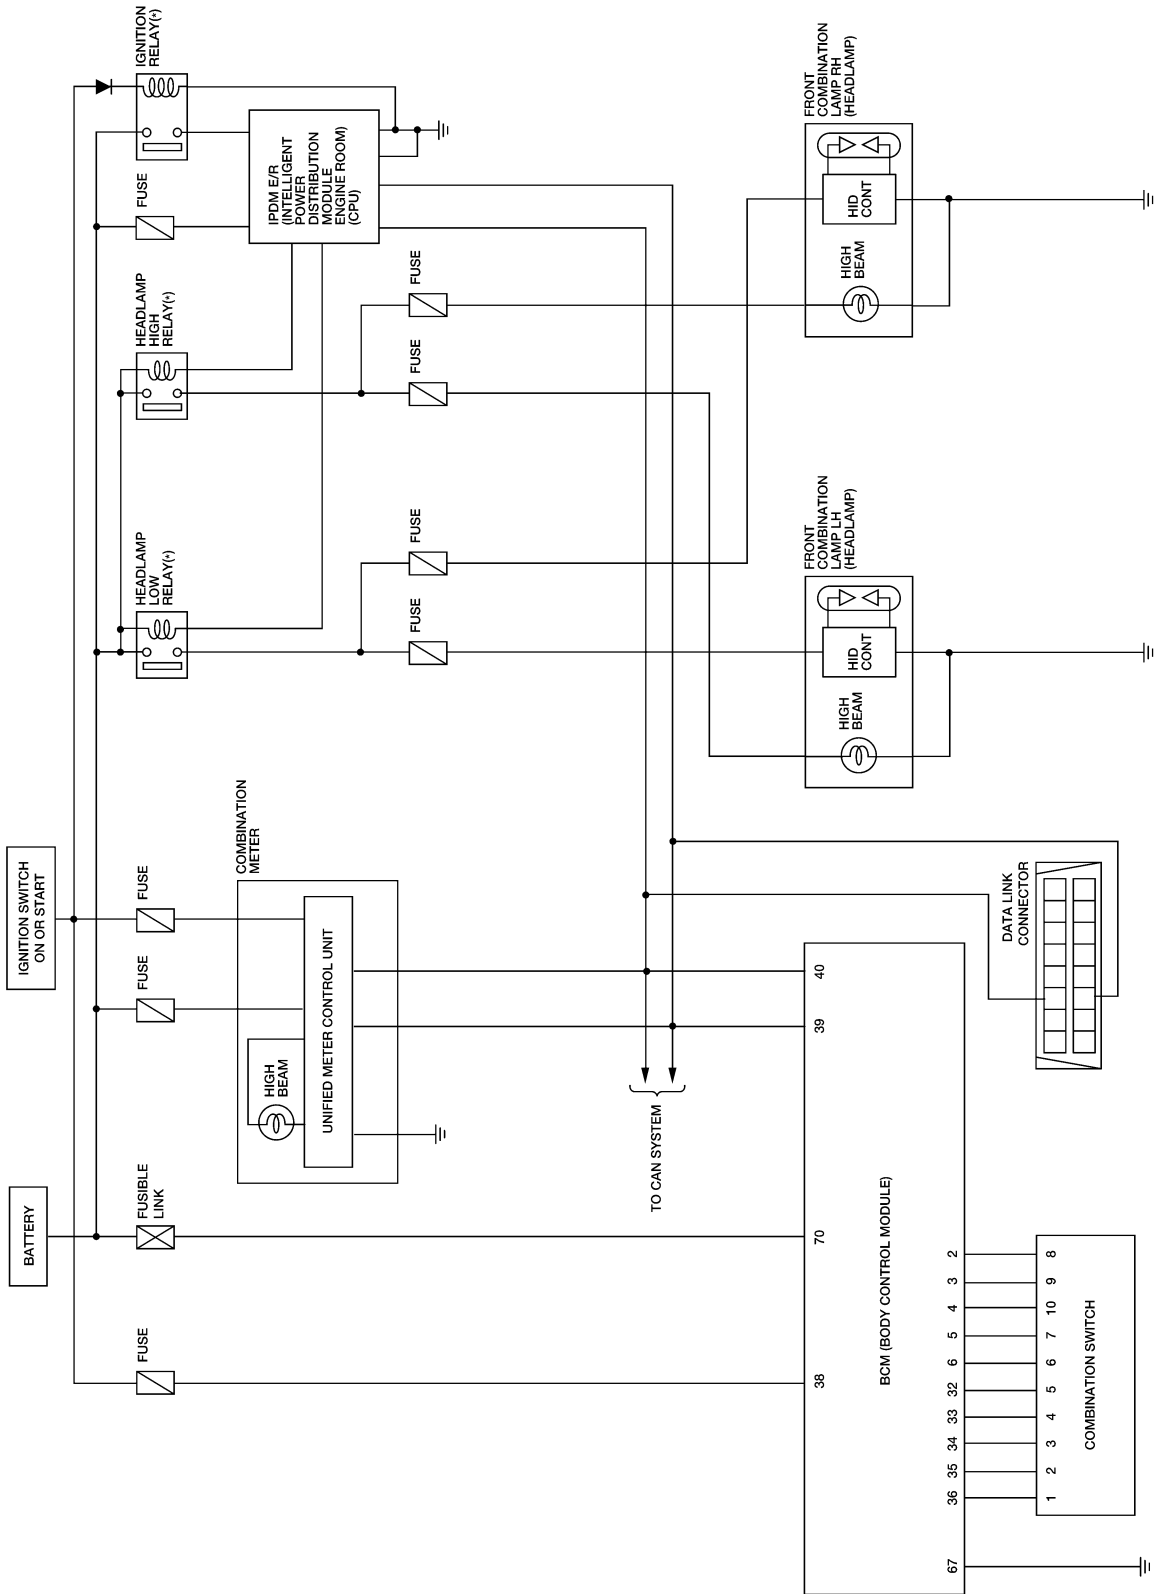 IGNITION SWITCH
ON OR START
BATTERY
FUSE
FUSIBLE
LINK
FUSE
FUSE
HEADLAMP
LOW
RELAY(*)
HEADLAMP
HIGH
RELAY(*)
FUSE
IGNITION
RELAY(*)
COMBINATION
METER
HIGH
BEAM
UNIFIED METER CONTROL UNIT
IPDM E/R
(INTELLIGENT
POWER
DISTRIBUTION
MODULE
ENGINE ROOM)
(CPU)
FUSE
FUSE
FUSE
FUSE
TO CAN SYSTEM
FRONT
COMBINATION
LAMP LH
(HEADLAMP)
HIGH
BEAM
HID
CONT
FRONT
COMBINATION
LAMP RH
(HEADLAMP)
HIGH
BEAM
HID
CONT
38
70
39
40
BCM (BODY CONTROL MODULE)
67
36
35
34
33
32
6
5
4
3
2
1
2
3
4
5
6
7
10
9
8
COMBINATION SWITCH
DATA LINK
CONNECTOR